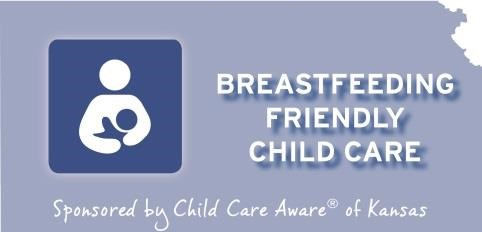 BREASTFEEDING
FRIENDLY
CHILD CARE
Sponsored by Child Care Aware® of Kansas